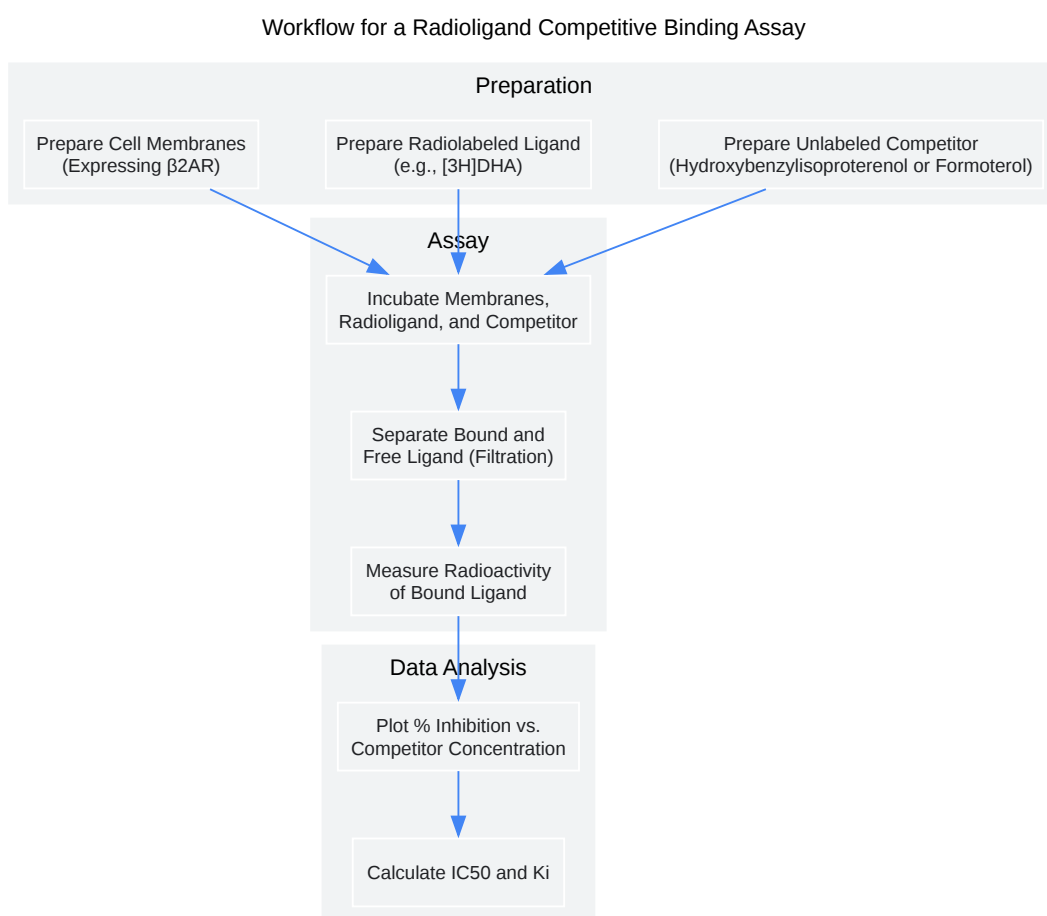 Workflow for a Radioligand Competitive Binding Assay
Preparation
Prepare Cell Membranes
(Expressing β2AR)
Prepare Radiolabeled Ligand
(e.g., [3H]DHA)
Prepare Unlabeled Competitor
(Hydroxybenzylisoproterenol or Formoterol)
Assay
Incubate Membranes,
Radioligand, and Competitor
Separate Bound and
Free Ligand (Filtration)
Measure Radioactivity
of Bound Ligand
Data Analysis
Plot % Inhibition vs.
Competitor Concentration
Calculate IC50 and Ki